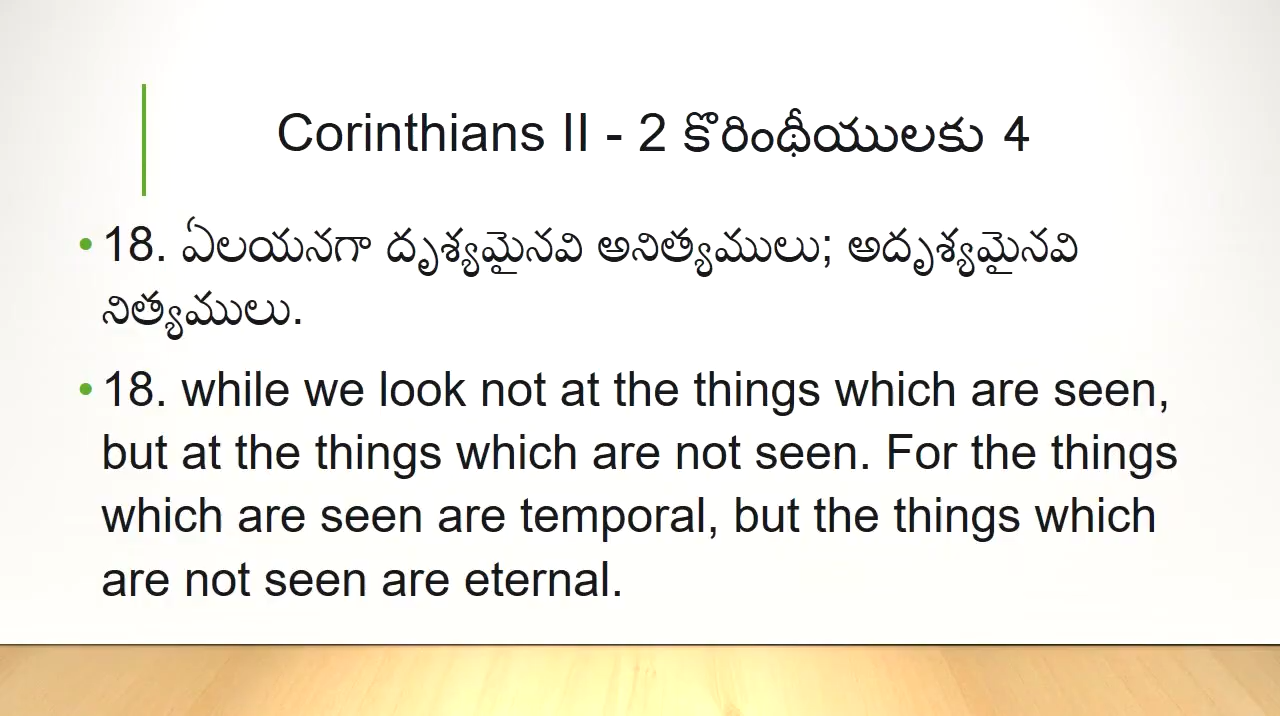 Corinthians II - 2 కొరింథీయులకు 4
• 18. ఏలయనగా దృశ్యమైనవి అనిత్యములు; అదృశ్యమైనవి
నిత్యములు.
• 18. while we look not at the things which are seen,
but at the things which are not seen. For the things
which are seen are temporal, but the things which
are not seen are eternal.